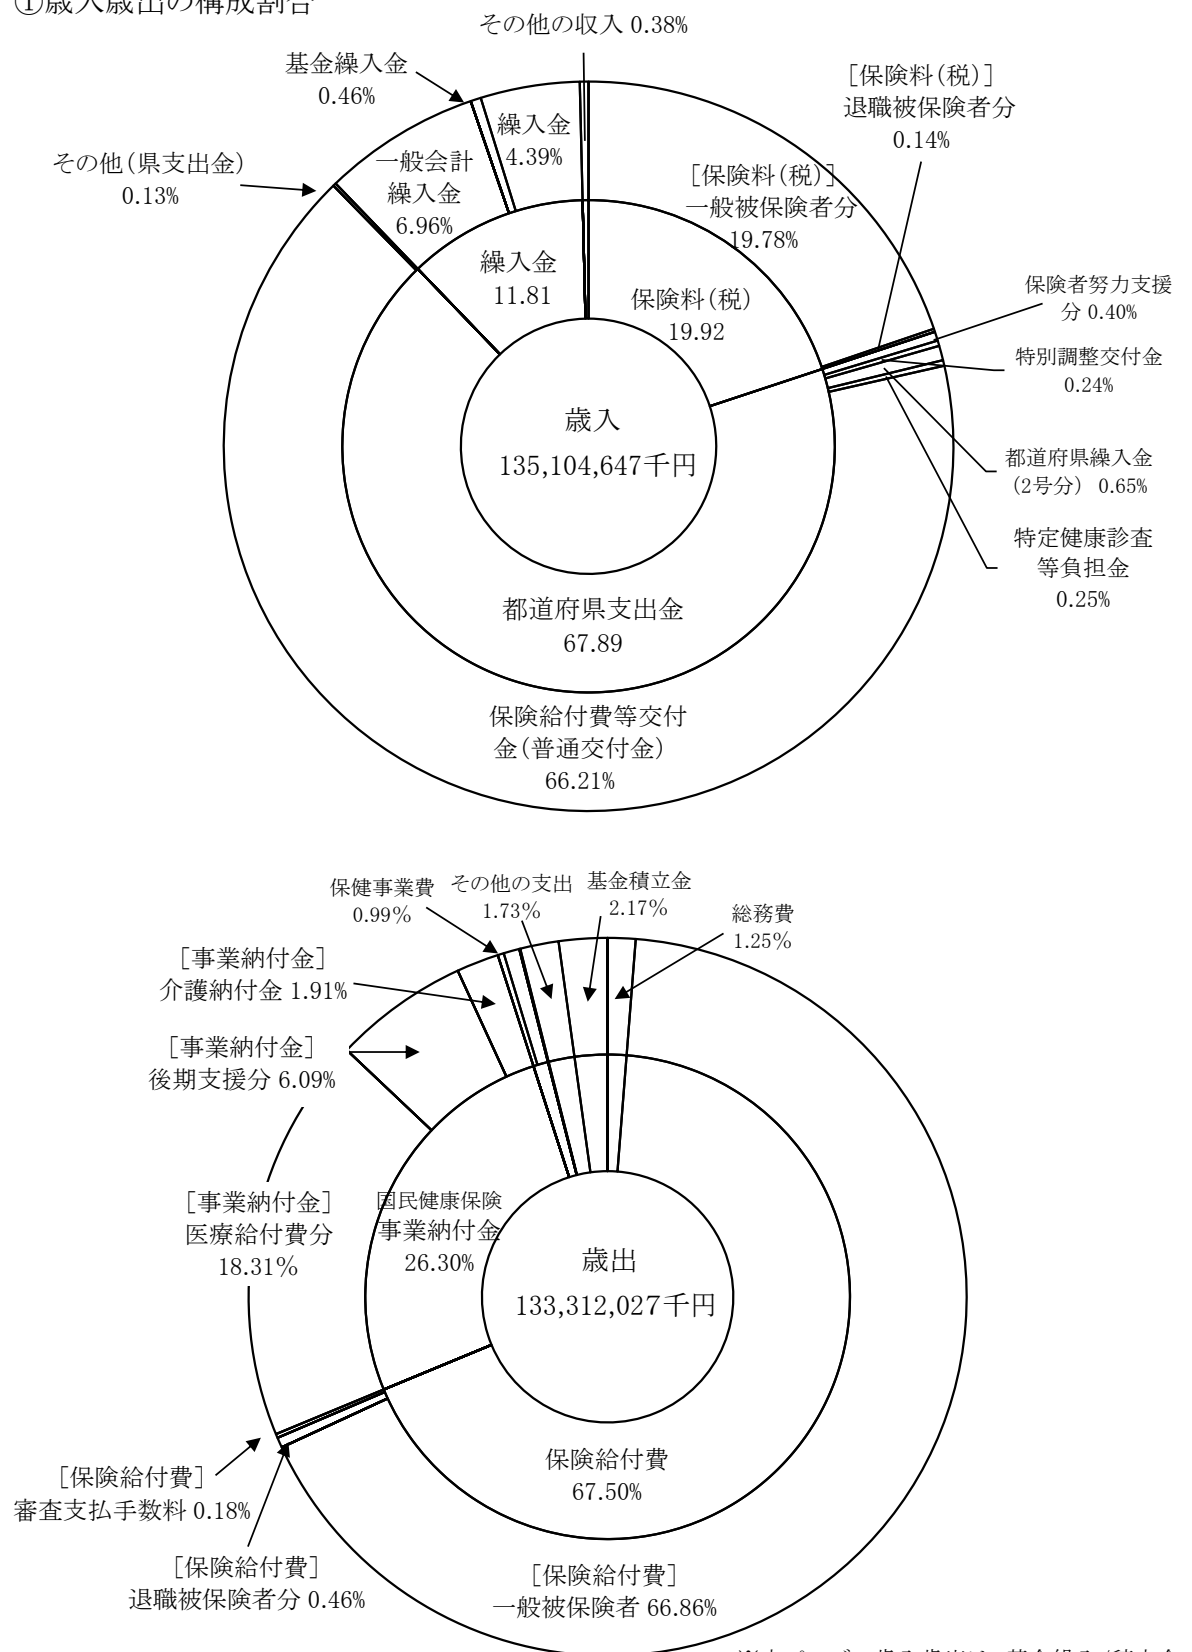 ①歳入歳出の構成割合
その他の収入 0.38%
基金繰入金
0.46%
[保険料(税)]
退職被保険者分
0.14%
繰入金
4.39%
その他(県支出金)
0.13%
一般会計
繰入金
6.96%
[保険料(税)]
一般被保険者分
19.78%
繰入金
11.81
保険料(税)
19.92
保険者努力支援
分 0.40%
特別調整交付金
0.24%
歳入
135,104,647千円
都道府県繰入金
(2号分) 0.65%
特定健康診査
等負担金
0.25%
都道府県支出金
67.89
保険給付費等交付
金(普通交付金)
66.21%
保健事業費
0.99%
その他の支出
1.73%
基金積立金
2.17%
総務費
1.25%
[事業納付金]
介護納付金 1.91%
[事業納付金]
後期支援分 6.09%
[事業納付金]
医療給付費分
18.31%
国民健康保険
事業納付金
26.30%
歳出
133,312,027千円
保険給付費
67.50%
[保険給付費]
審査支払手数料 0.18%
[保険給付費]
退職被保険者分 0.46%
[保険給付費]
一般被保険者 66.86%